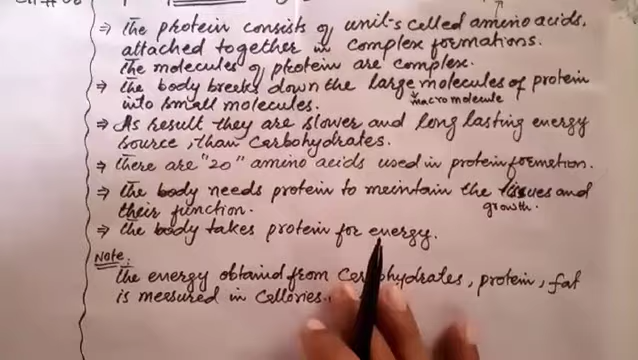 ⇒ The protein consists of unit-s called amino acids,
attached together in complex formations.
The molecules of protein are complex.
⇒ The body breaks down the large molecules of protein
macromolecule
into small molecules.
⇒ As result they are slower and long lasting energy
source, than carbohydrates.
⇒ There are "20" amino acids used in protein formation.
⇒ The body needs protein to maintain the tissues and
growth.
their function.
⇒ The body takes protein for energy.
Note:
The energy obtained from Carbohydrates, protein, fat
is measured in Callories.